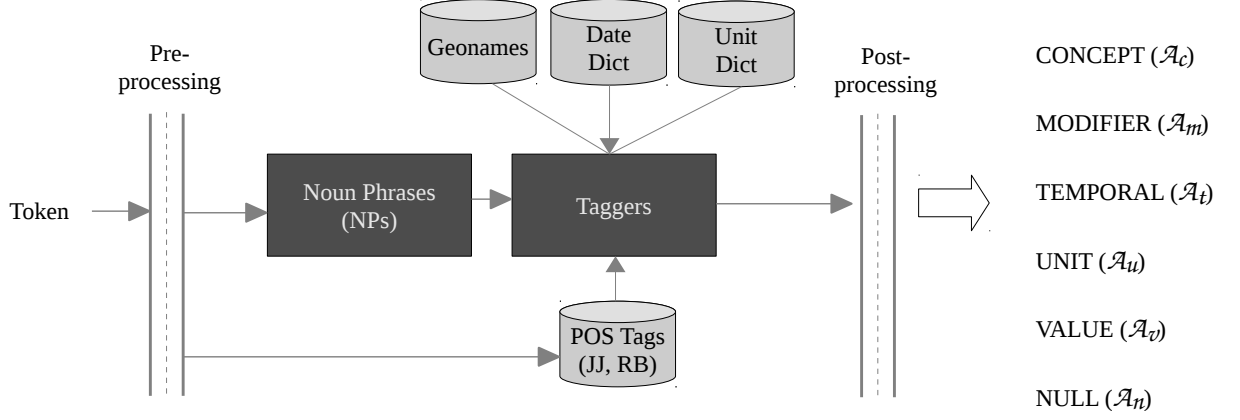 Pre-
processing
Token
Noun Phrases
(NPs)
Geonames
Date
Dict
Unit
Dict
Taggers
POS Tags
(JJ, RB)
Post-
processing
CONCEPT (𝒜c)
MODIFIER (𝒜m)
TEMPORAL (𝒜t)
UNIT (𝒜u)
VALUE (𝒜v)
NULL (𝒜n)